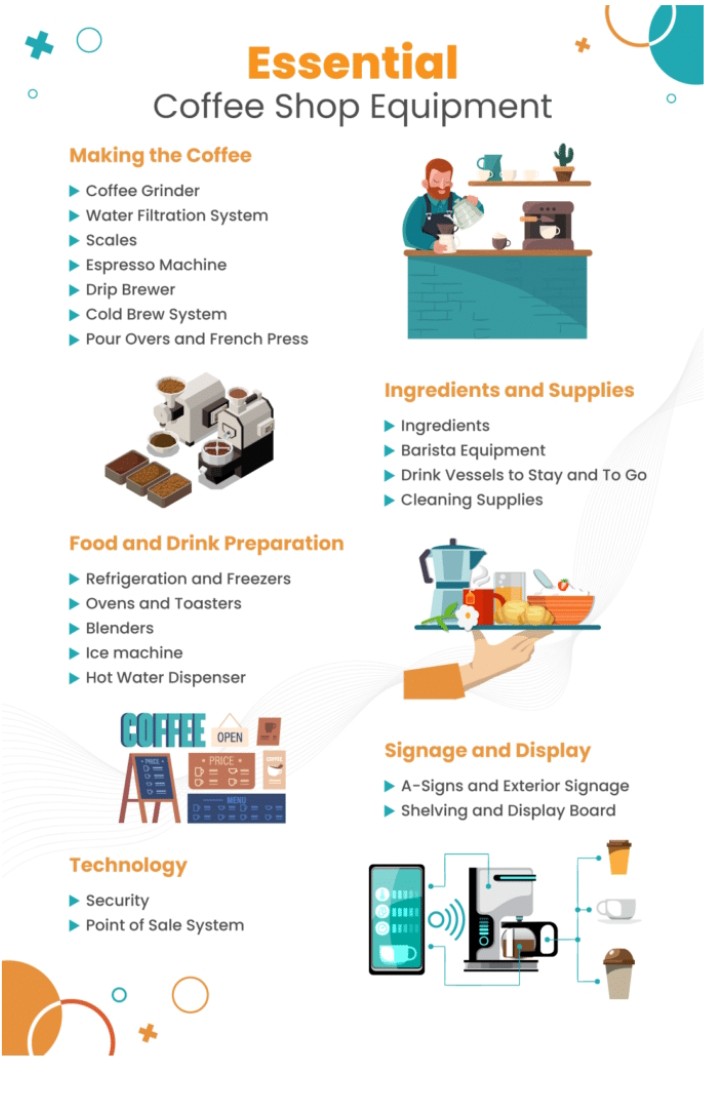 Essential
Coffee Shop Equipment
Making the Coffee
Coffee Grinder
Water Filtration System
Scales
Espresso Machine
Drip Brewer
Cold Brew System
Pour Overs and French Press
Ingredients and Supplies
Ingredients
Barista Equipment
Drink Vessels to Stay and To Go
Cleaning Supplies
Food and Drink Preparation
Refrigeration and Freezers
Ovens and Toasters
Blenders
Ice machine
Hot Water Dispenser
COFFEE
OPEN
PRICE
PRICE
COFFEE
MENU
Signage and Display
A-Signs and Exterior Signage
Shelving and Display Board
Technology
Security
Point of Sale System